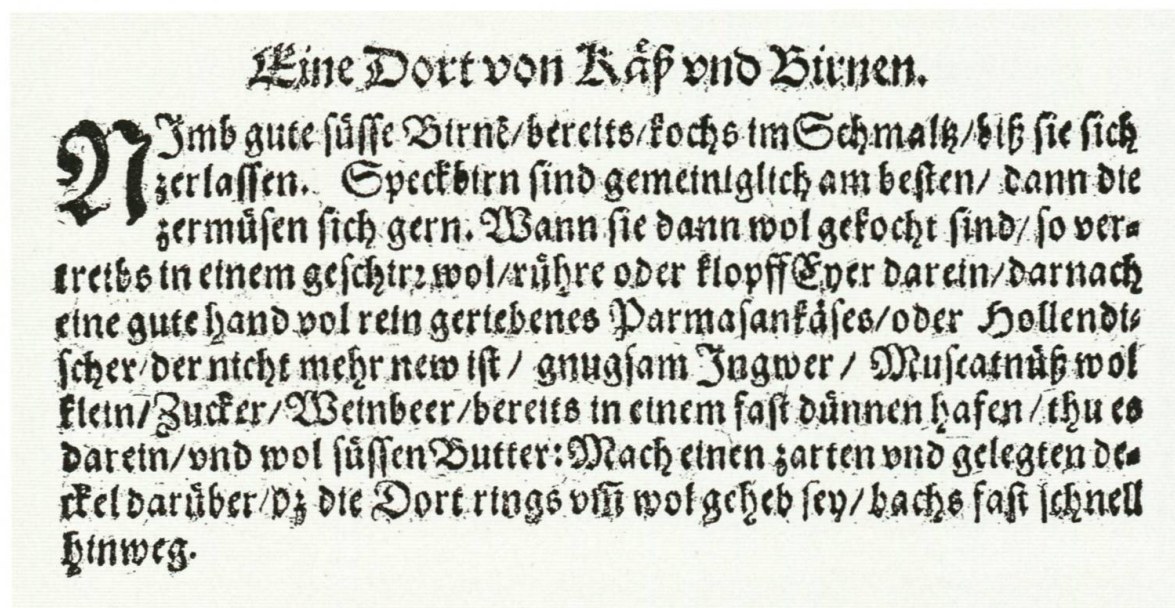 Eine Dort von Käß vnd Birnen.
NJmb gute süsse Birnē/bereits/kochs im Schmaltz/biß sie sich
zerlassen. Speckbirn sind gemeiniglich am besten/ dann die
zermüsen sich gern. Wann sie dann wol gekocht sind/ so ver=
treibs in einem geschirꝛ wol/rühre oder klopff Eyer darein/darnach
eine gute hand vol rein geriebenes Parmasankäses/oder Hollendi=
scher/der nicht mehr new ist / gnugsam Ingwer / Muscatnüß wol
klein/Zucker/Weinbeer/bereits in einem fast dünnen hafen /thu es
darein/vnd wol süssen Butter: Mach einen zarten vnd gelegten de=
ckel darüber/dz die Dort rings vm̄ wol geheb sey/bachs fast schnell
hinweg.